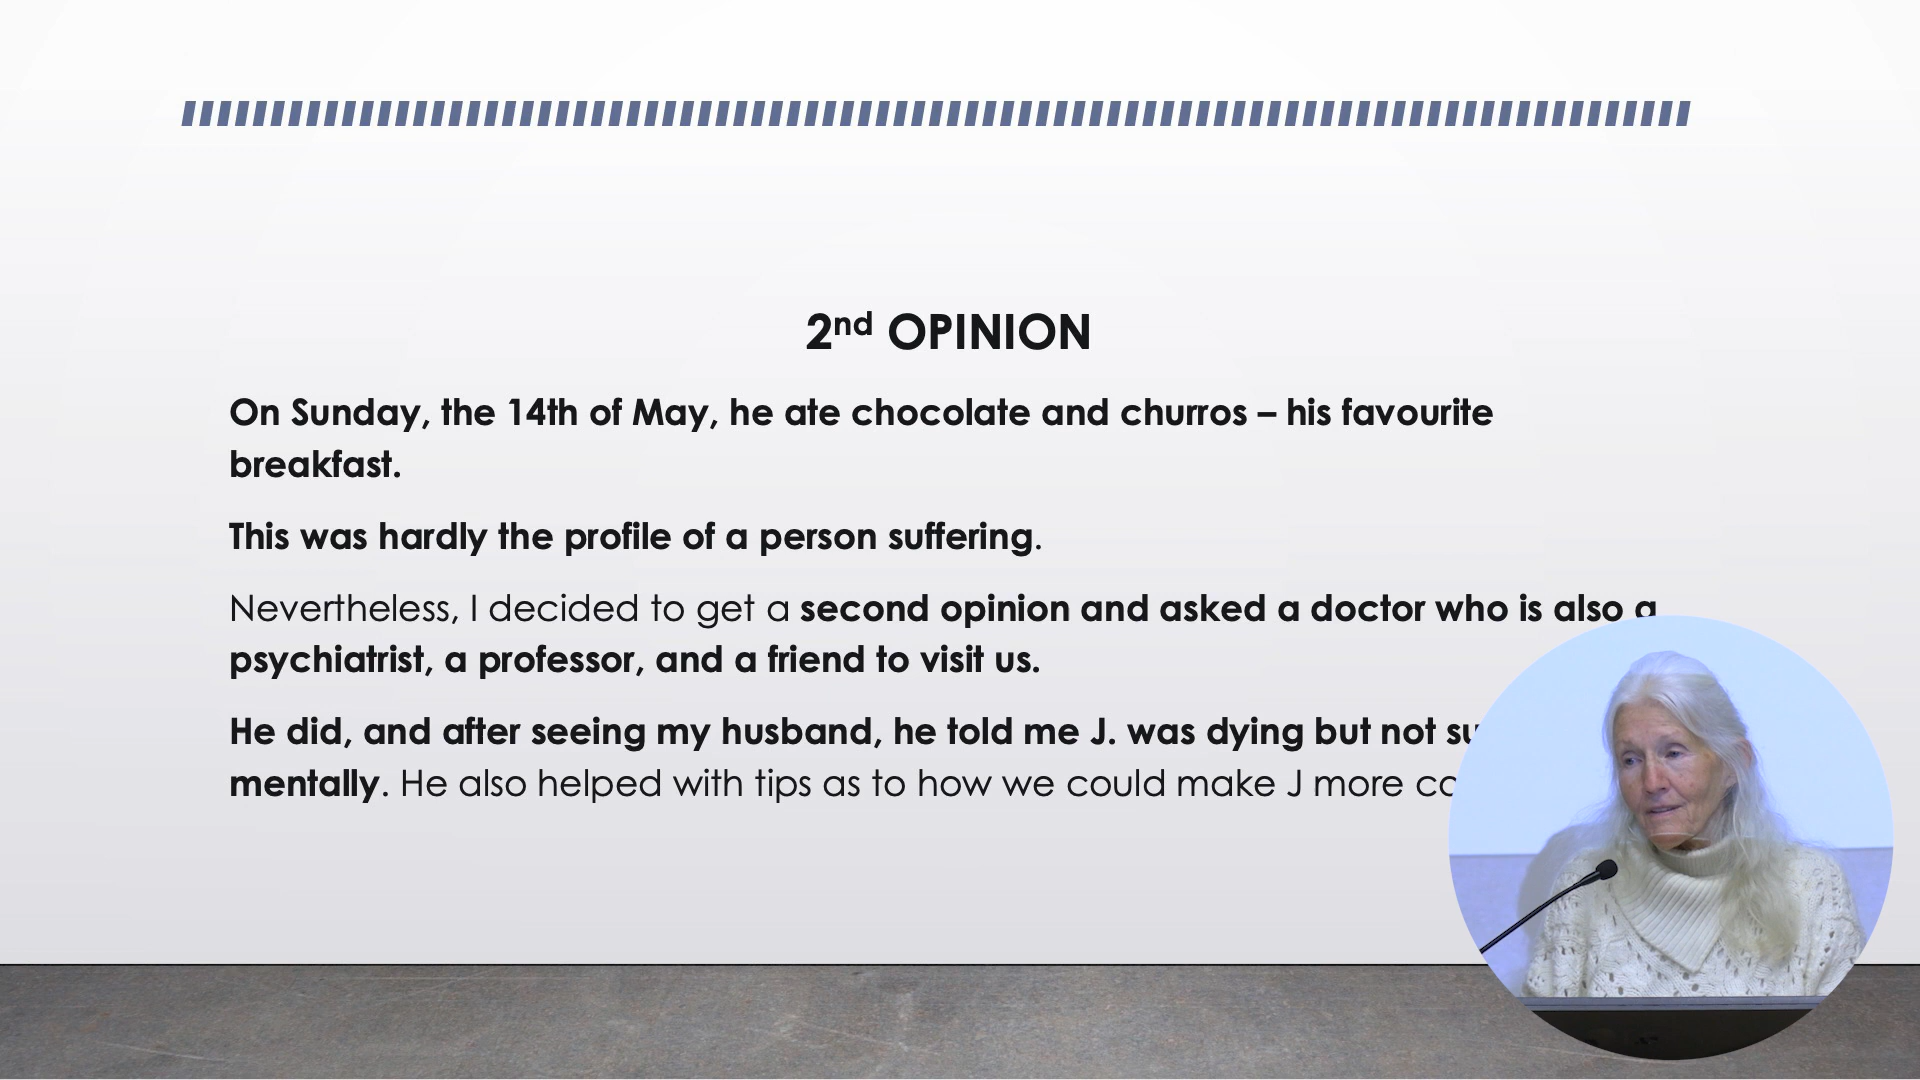 2nd OPINION
On Sunday, the 14th of May, he ate chocolate and churros – his favourite
breakfast.
This was hardly the profile of a person suffering.
Nevertheless, I decided to get a second opinion and asked a doctor who is also a
psychiatrist, a professor, and a friend to visit us.
He did, and after seeing my husband, he told me J. was dying but not
mentally. He also helped with tips as to how we could make J more